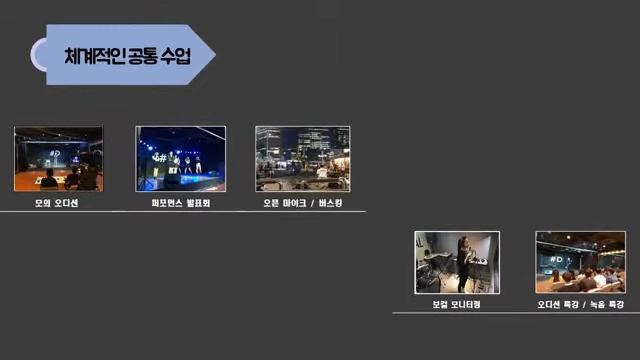 체계적인 공통 수업
#D
#
모의 오디션
퍼포먼스 발표회
오픈 마이크 / 버스킹
AL
#D
보컬 모니터링
오디션 특강 / 녹음 특강